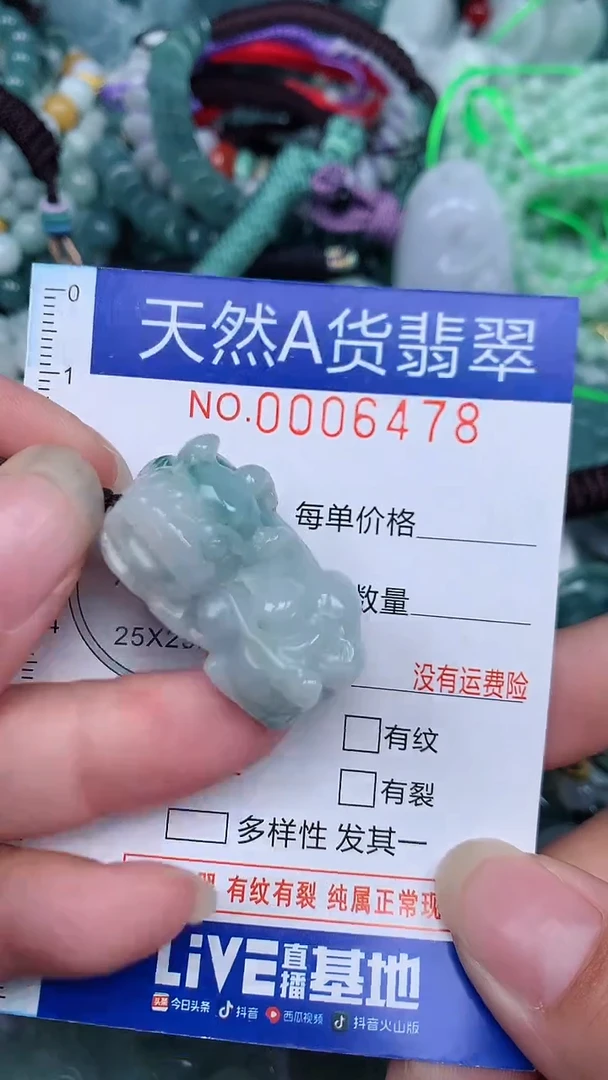 0
天然A货翡翠
1
NO.0006478
每单价格
数量
4
25X2
没有运费险
有纹
有裂
多样性 发其一
有纹有裂 纯属正常现
LiVE直播基地
头条 今日头条 抖音 西瓜视频 抖音火山版